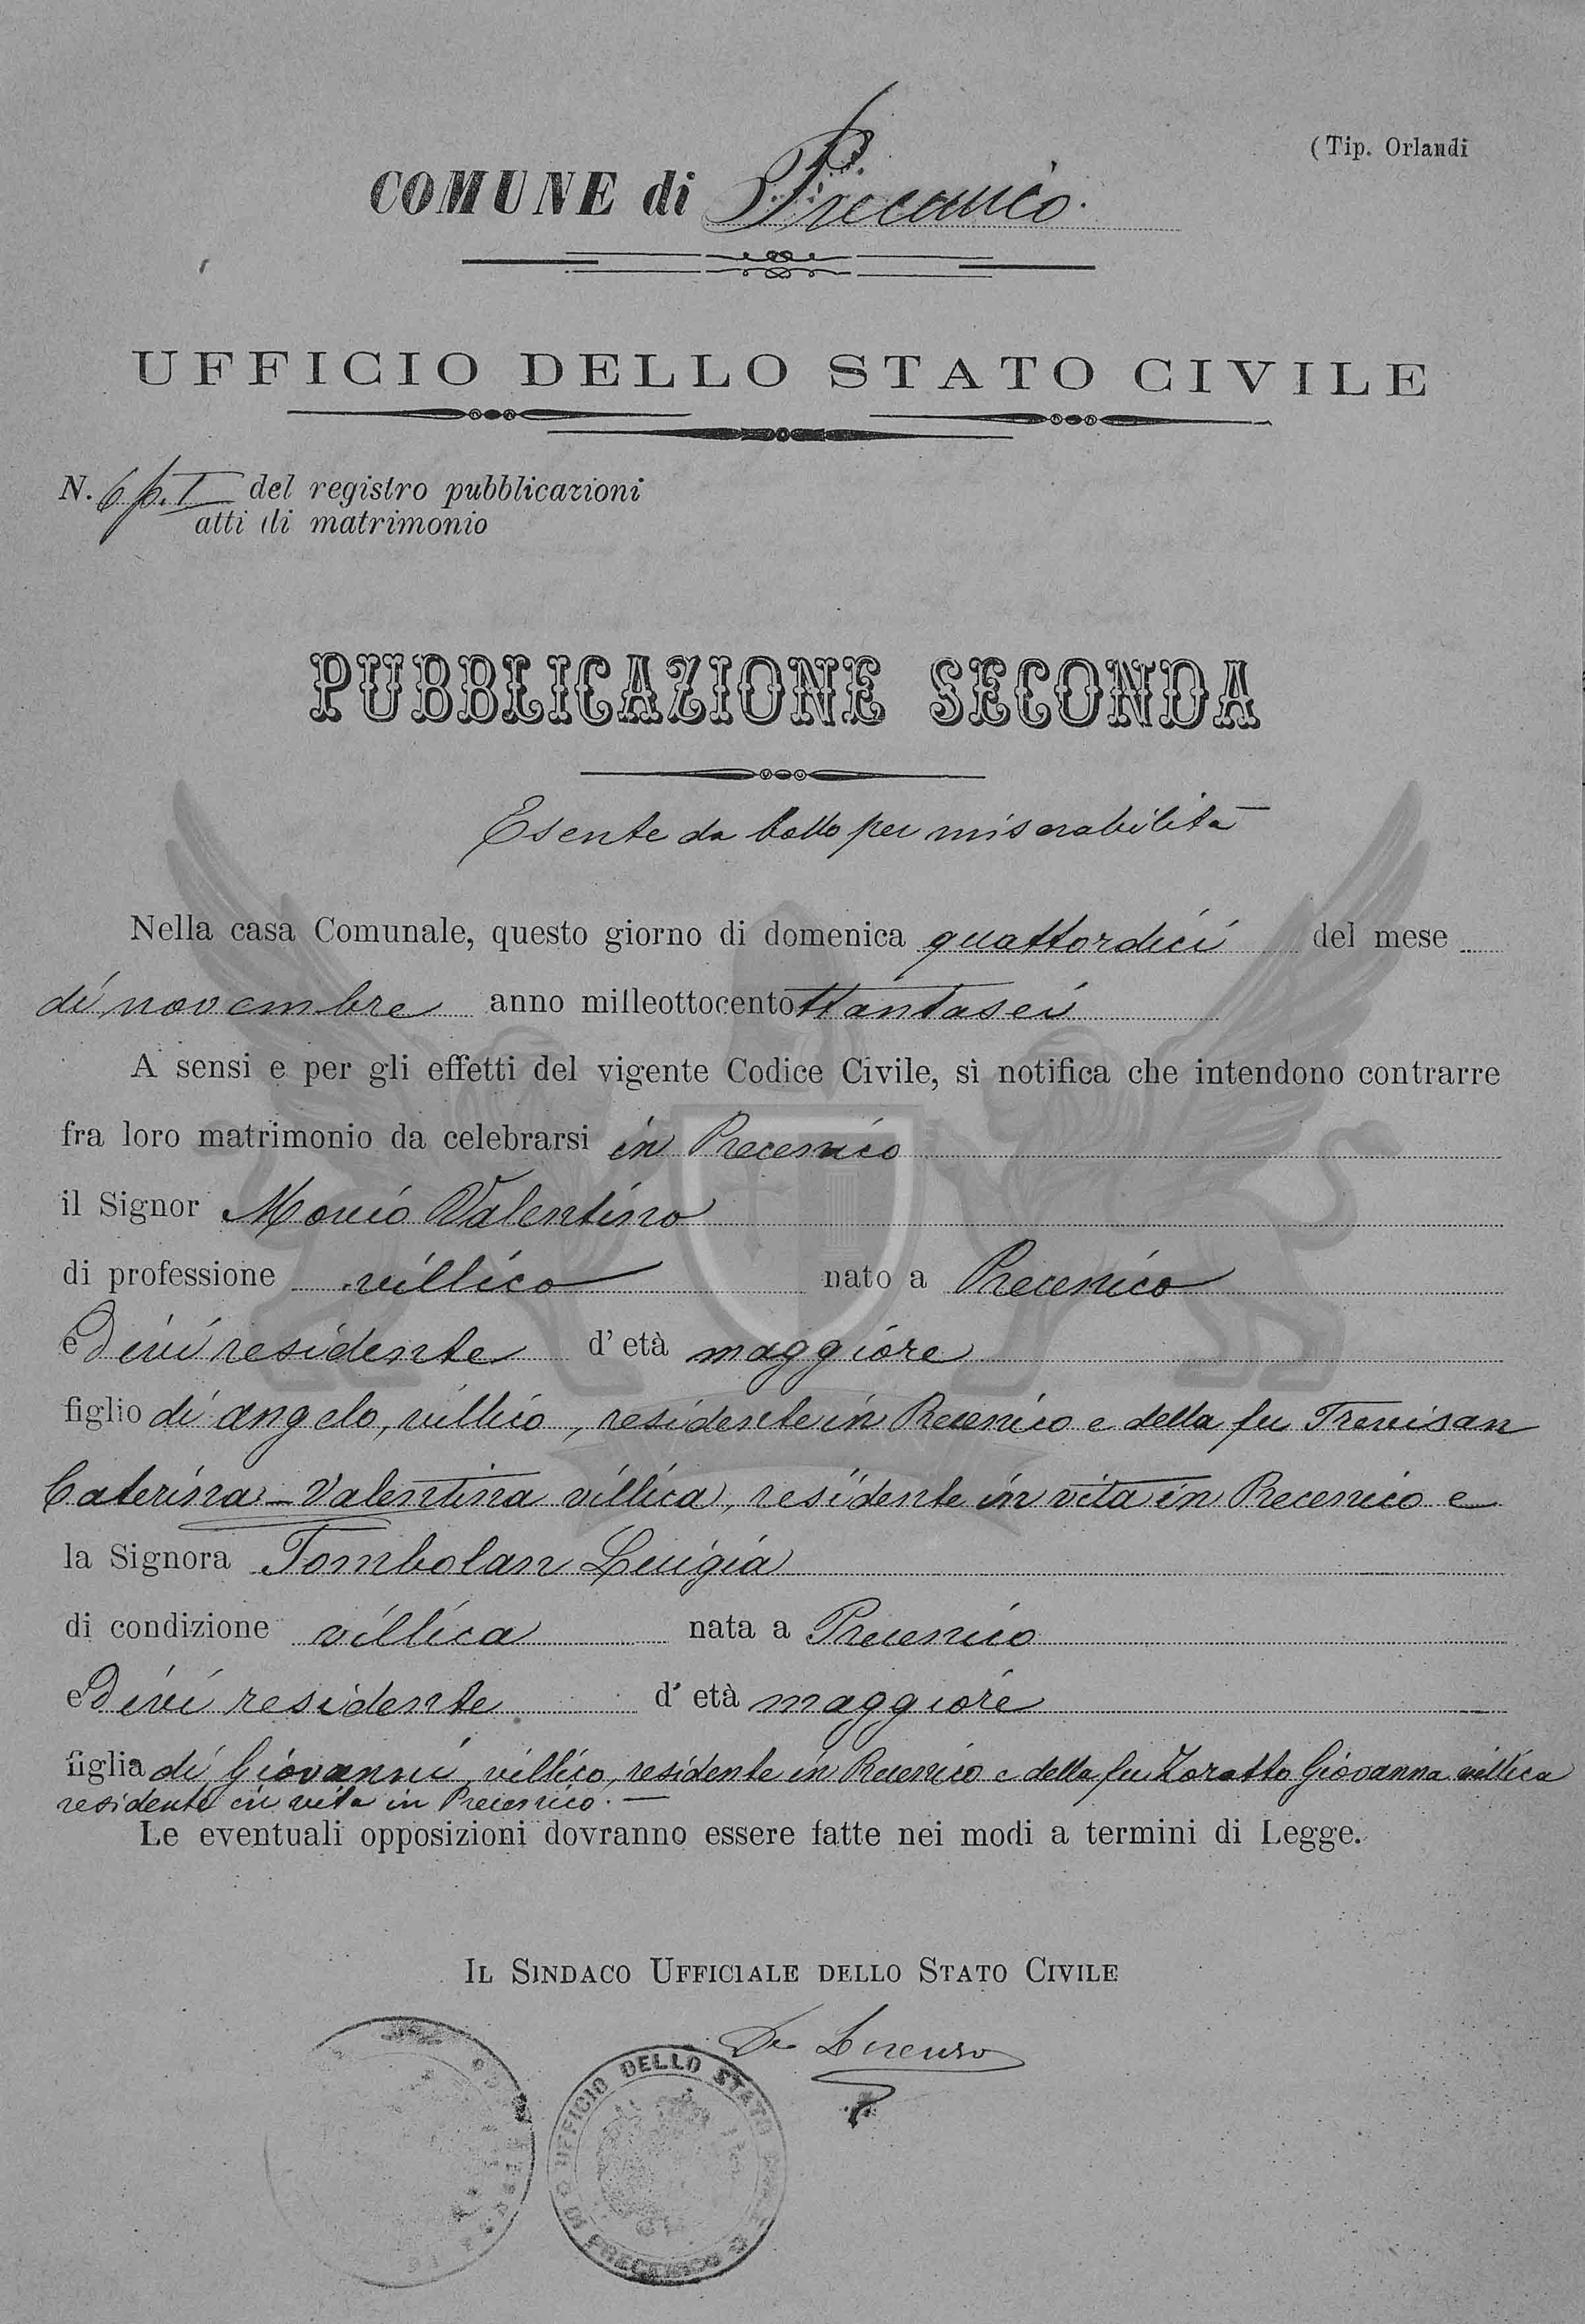 (Tip. Orlandi
COMUNE di Precenico.
UFFICIO DELLO STATO CIVILE
N. 6 p. I del registro pubblicazioni
atti di matrimonio
PUBBLICAZIONE SECONDA
Esente da bollo per miserabilità
Nella casa Comunale, questo giorno di domenica quattordici del mese
di novembre anno milleottocentottantasei
A sensi e per gli effetti del vigente Codice Civile, si notifica che intendono contrarre
fra loro matrimonio da celebrarsi in Precenico
il Signor Valentino
di professione villico nato a Precenico
e ivi residente d' età maggiore
figlio di Angelo, villico, residente in Precenico e della fu Trevisan
Caterina-Valentina villica, residente in vita in Precenico e
la Signora Tombolan Luigia
di condizione villica nata a Precenico
e ivi residente d' età maggiore
figlia di Giovanni villico, residente in Precenico e della fu Zoratto Giovanna villica
residente in vita in Precenico. —
Le eventuali opposizioni dovranno essere fatte nei modi a termini di Legge.
IL SINDACO UFFICIALE DELLO STATO CIVILE
De Lorenzo
UFFICIO DELLO STATO CIVILE
DI PRECENICO